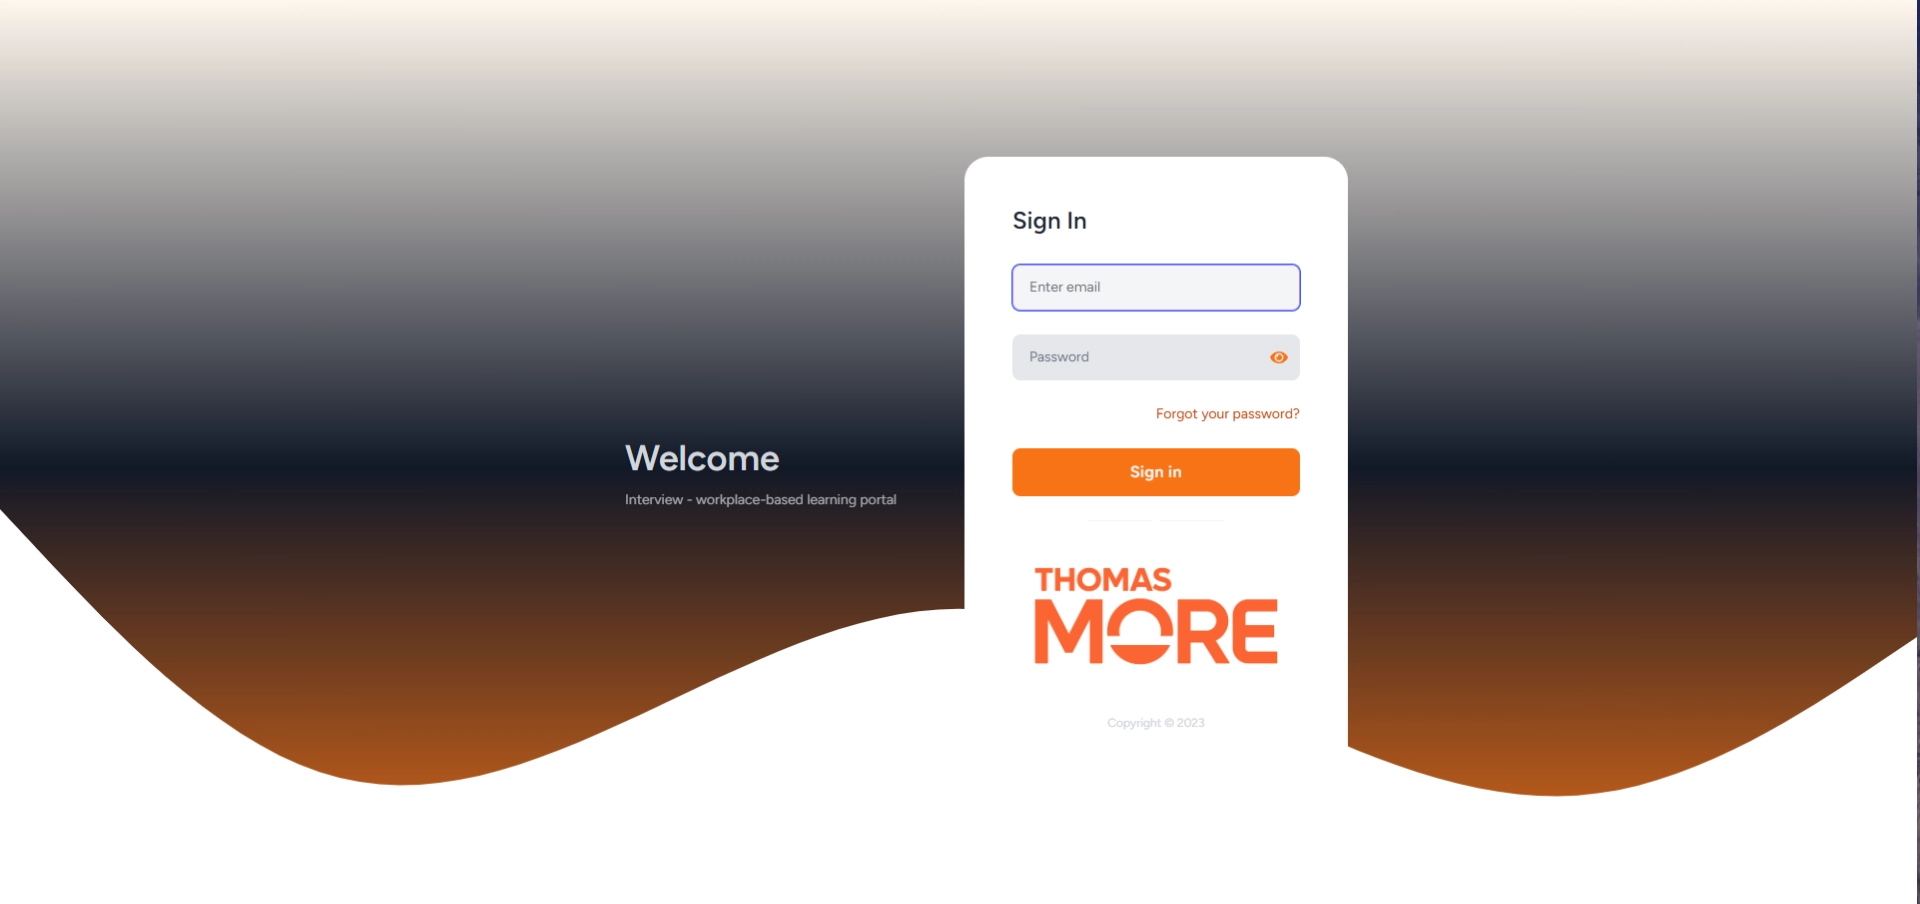 Welcome
Interview - workplace-based learning portal
Sign In
Enter email
Password
Forgot your password?
Sign in
THOMAS
MORE
Copyright © 2023